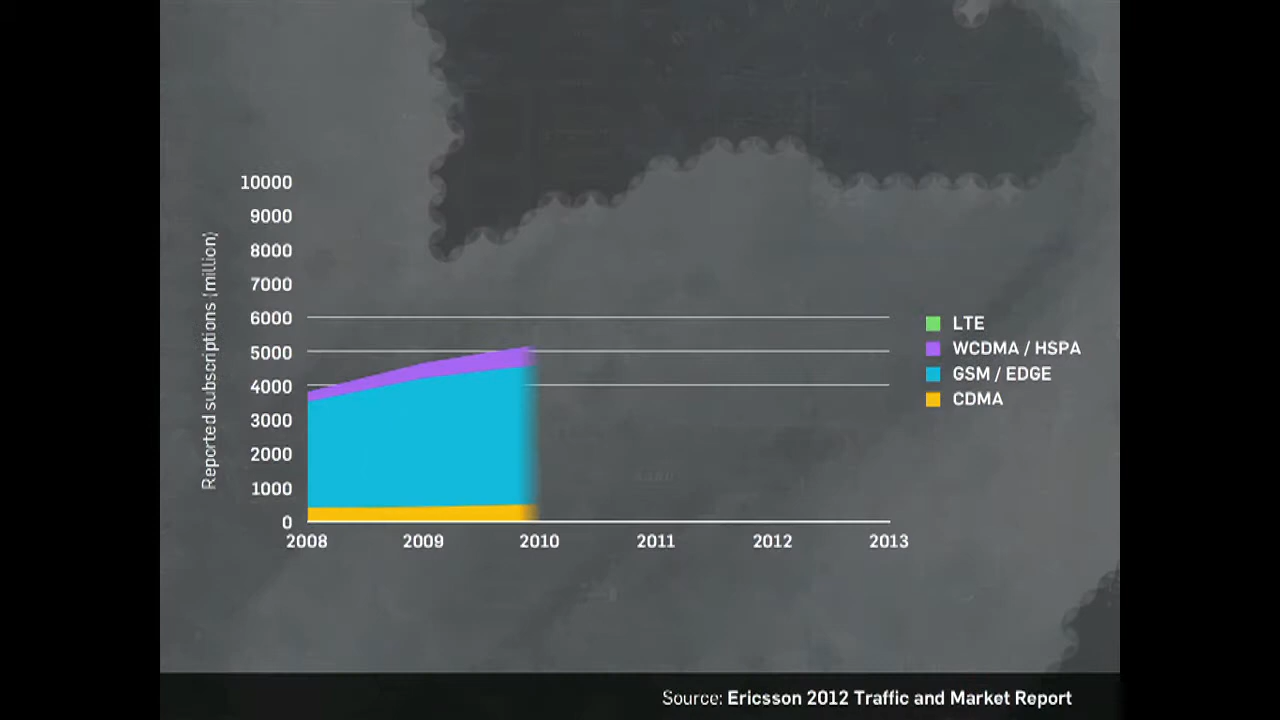 10000
9000
8000
7000
6000
5000
4000
3000
2000
1000
0
Reported subscriptions (million)
2008 2009 2010 2011 2012 2013
LTE
WCDMA / HSPA
GSM / EDGE
CDMA
Source: Ericsson 2012 Traffic and Market Report